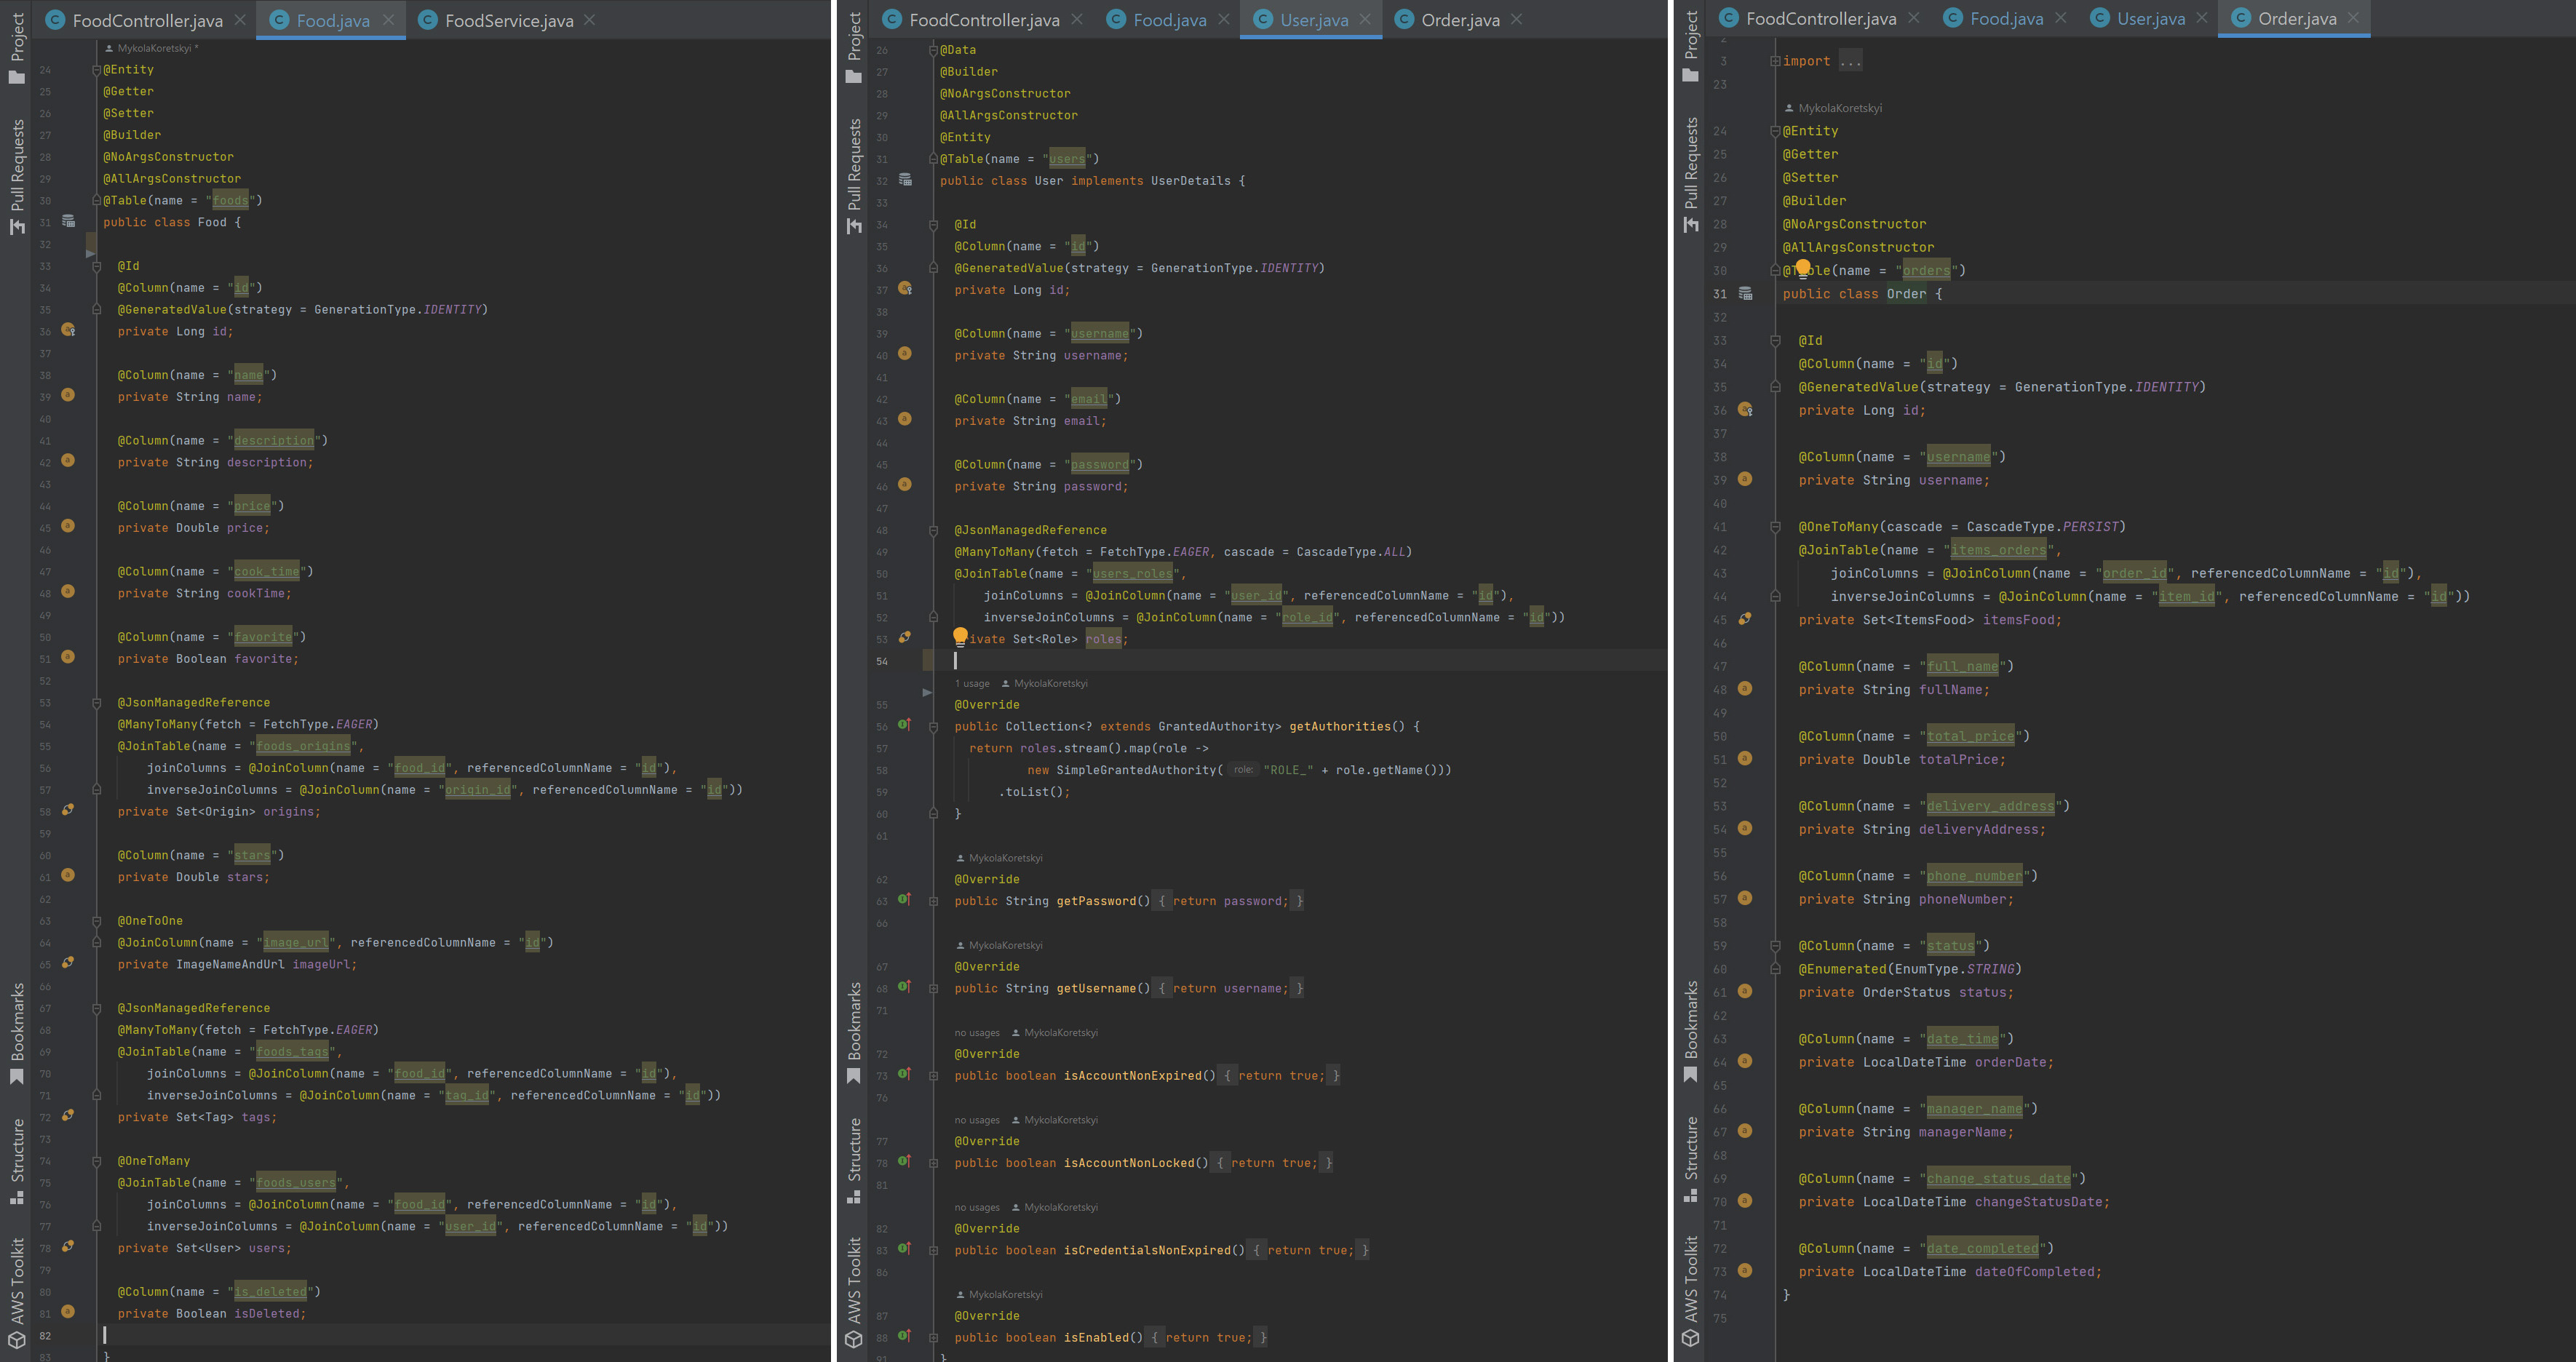 FoodController.java
Food.java
FoodService.java
Project
Pull Requests
Bookmarks
Structure
AWS Toolkit
MykolaKoretskyi *
24 @Entity
25 @Getter
26 @Setter
27 @Builder
28 @NoArgsConstructor
29 @AllArgsConstructor
30 @Table(name = "foods")
31 public class Food {
32
33 @Id
34 @Column(name = "id")
35 @GeneratedValue(strategy = GenerationType.IDENTITY)
36 private Long id;
37
38 @Column(name = "name")
39 private String name;
40
41 @Column(name = "description")
42 private String description;
43
44 @Column(name = "price")
45 private Double price;
46
47 @Column(name = "cook_time")
48 private String cookTime;
49
50 @Column(name = "favorite")
51 private Boolean favorite;
52
53 @JsonManagedReference
54 @ManyToMany(fetch = FetchType.EAGER)
55 @JoinTable(name = "foods_origins",
56 joinColumns = @JoinColumn(name = "food_id", referencedColumnName = "id"),
57 inverseJoinColumns = @JoinColumn(name = "origin_id", referencedColumnName = "id"))
58 private Set<Origin> origins;
59
60 @Column(name = "stars")
61 private Double stars;
62
63 @OneToOne
64 @JoinColumn(name = "image_url", referencedColumnName = "id")
65 private ImageNameAndUrl imageUrl;
66
67 @JsonManagedReference
68 @ManyToMany(fetch = FetchType.EAGER)
69 @JoinTable(name = "foods_tags",
70 joinColumns = @JoinColumn(name = "food_id", referencedColumnName = "id"),
71 inverseJoinColumns = @JoinColumn(name = "tag_id", referencedColumnName = "id"))
72 private Set<Tag> tags;
73
74 @OneToMany
75 @JoinTable(name = "foods_users",
76 joinColumns = @JoinColumn(name = "food_id", referencedColumnName = "id"),
77 inverseJoinColumns = @JoinColumn(name = "user_id", referencedColumnName = "id"))
78 private Set<User> users;
79
80 @Column(name = "is_deleted")
81 private Boolean isDeleted;
82
83 }
FoodController.java
Food.java
User.java
Order.java
Project
Pull Requests
Bookmarks
Structure
AWS Toolkit
26 @Data
27 @Builder
28 @NoArgsConstructor
29 @AllArgsConstructor
30 @Entity
31 @Table(name = "users")
32 public class User implements UserDetails {
33
34 @Id
35 @Column(name = "id")
36 @GeneratedValue(strategy = GenerationType.IDENTITY)
37 private Long id;
38
39 @Column(name = "username")
40 private String username;
41
42 @Column(name = "email")
43 private String email;
44
45 @Column(name = "password")
46 private String password;
47
48 @JsonManagedReference
49 @ManyToMany(fetch = FetchType.EAGER, cascade = CascadeType.ALL)
50 @JoinTable(name = "users_roles",
51 joinColumns = @JoinColumn(name = "user_id", referencedColumnName = "id"),
52 inverseJoinColumns = @JoinColumn(name = "role_id", referencedColumnName = "id"))
53 ivate Set<Role> roles;
54
1 usage MykolaKoretskyi
55 @Override
56 public Collection<? extends GrantedAuthority> getAuthorities() {
57 return roles.stream().map(role ->
58 new SimpleGrantedAuthority( role: "ROLE_" + role.getName()))
59 .toList();
60 }
61
MykolaKoretskyi
62 @Override
63 public String getPassword() { return password; }
66
MykolaKoretskyi
67 @Override
68 public String getUsername() { return username; }
71
no usages MykolaKoretskyi
72 @Override
73 public boolean isAccountNonExpired() { return true; }
76
no usages MykolaKoretskyi
77 @Override
78 public boolean isAccountNonLocked() { return true; }
81
no usages MykolaKoretskyi
82 @Override
83 public boolean isCredentialsNonExpired() { return true; }
86
MykolaKoretskyi
87 @Override
88 public boolean isEnabled() { return true; }
91 }
FoodController.java
Food.java
User.java
Order.java
Project
Pull Requests
Bookmarks
Structure
AWS Toolkit
2
3 import ...
23
MykolaKoretskyi
24 @Entity
25 @Getter
26 @Setter
27 @Builder
28 @NoArgsConstructor
29 @AllArgsConstructor
30 @T ble(name = "orders")
31 public class Order {
32
33 @Id
34 @Column(name = "id")
35 @GeneratedValue(strategy = GenerationType.IDENTITY)
36 private Long id;
37
38 @Column(name = "username")
39 private String username;
40
41 @OneToMany(cascade = CascadeType.PERSIST)
42 @JoinTable(name = "items_orders",
43 joinColumns = @JoinColumn(name = "order_id", referencedColumnName = "id"),
44 inverseJoinColumns = @JoinColumn(name = "item_id", referencedColumnName = "id"))
45 private Set<ItemsFood> itemsFood;
46
47 @Column(name = "full_name")
48 private String fullName;
49
50 @Column(name = "total_price")
51 private Double totalPrice;
52
53 @Column(name = "delivery_address")
54 private String deliveryAddress;
55
56 @Column(name = "phone_number")
57 private String phoneNumber;
58
59 @Column(name = "status")
60 @Enumerated(EnumType.STRING)
61 private OrderStatus status;
62
63 @Column(name = "date_time")
64 private LocalDateTime orderDate;
65
66 @Column(name = "manager_name")
67 private String managerName;
68
69 @Column(name = "change_status_date")
70 private LocalDateTime changeStatusDate;
71
72 @Column(name = "date_completed")
73 private LocalDateTime dateOfCompleted;
74 }
75